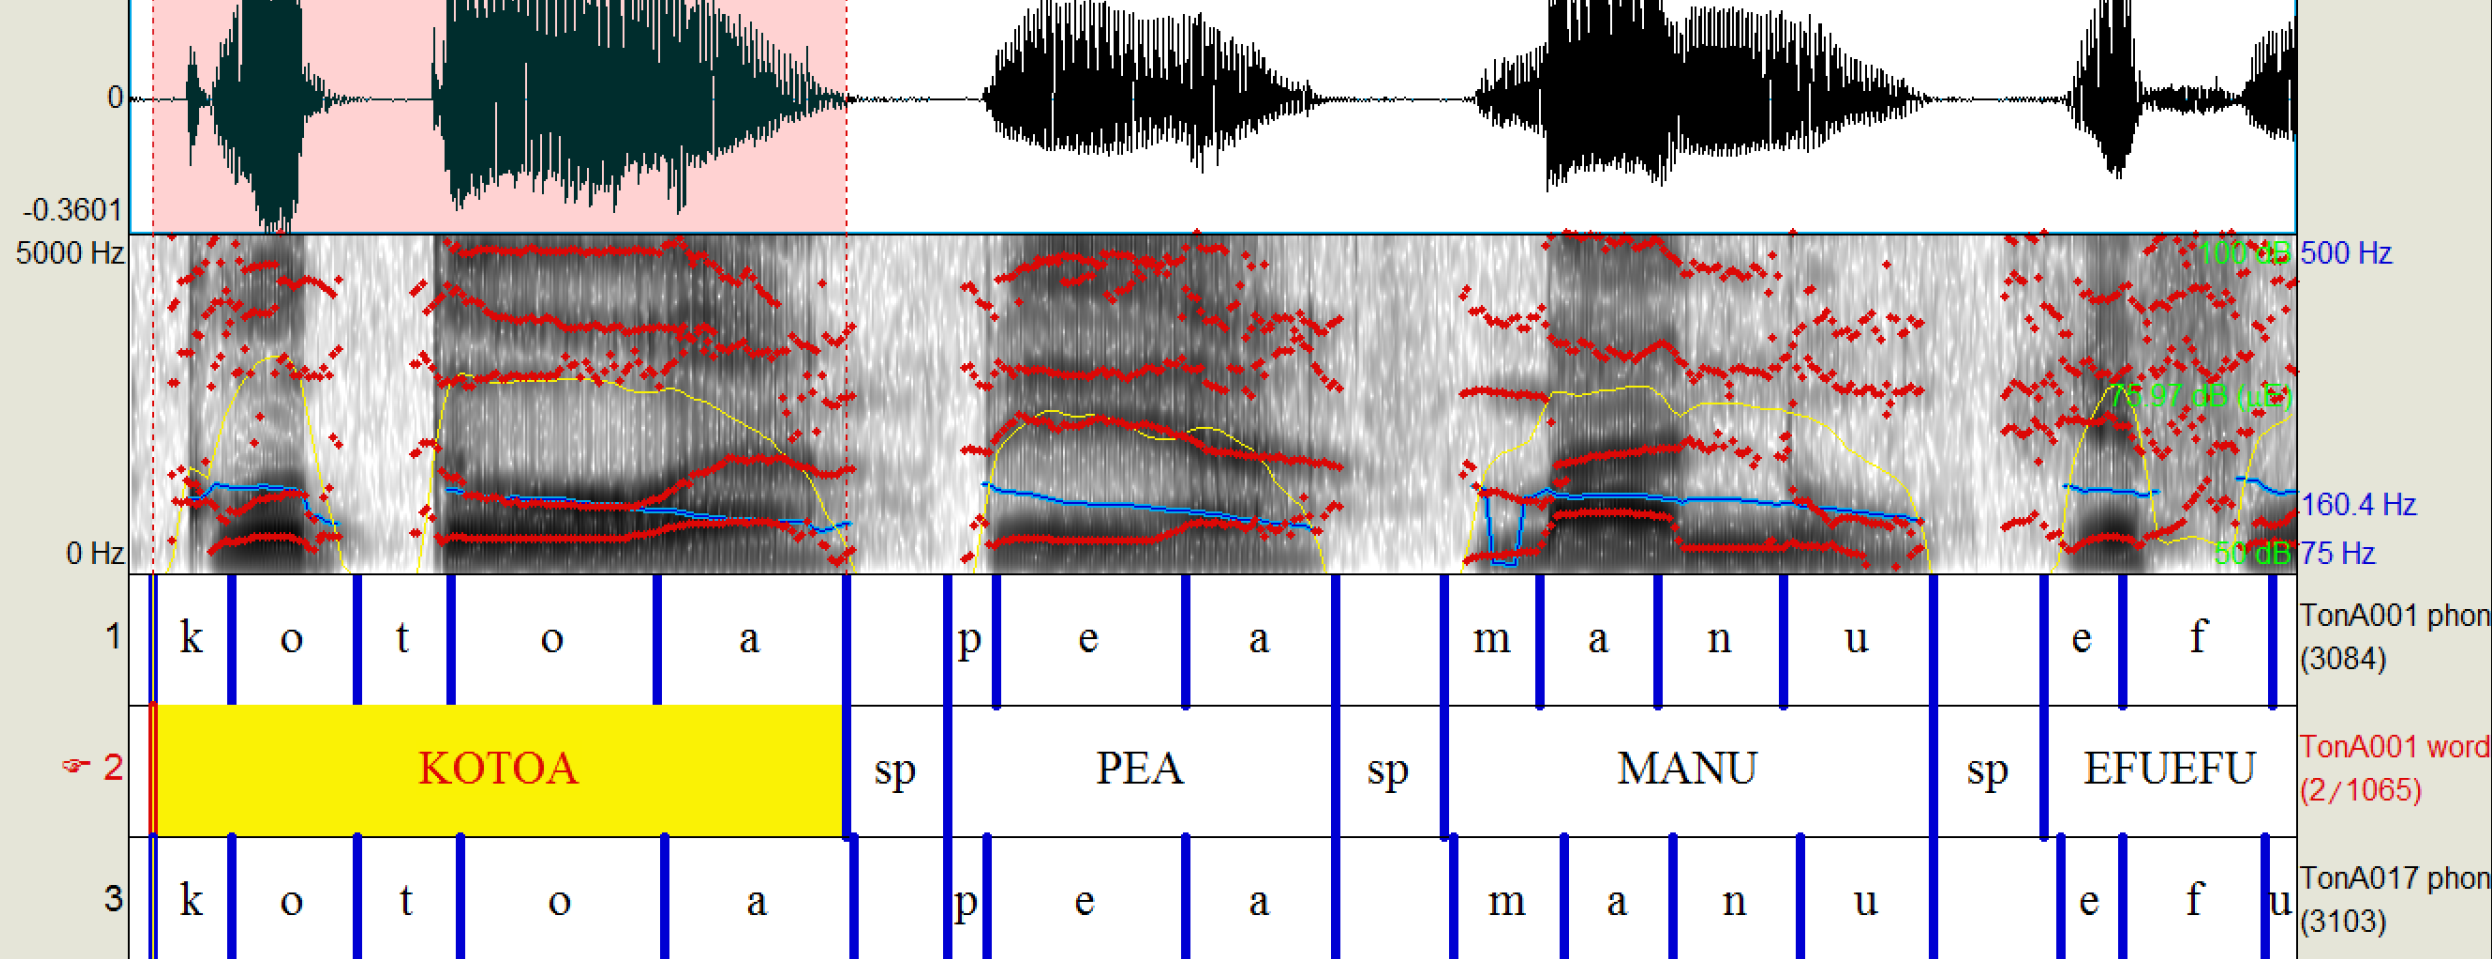 0
-0.3601
5000 Hz
100 dB
500 Hz
75.97 dB (µE)
160.4 Hz
0 Hz
50 dB
75 Hz
1
k o t o a p e a m a n u e f
TonA001 phon
(3084)
☞ 2
KOTOA sp PEA sp MANU sp EFUEFU
TonA001 word
(2/1065)
3
k o t o a p e a m a n u e f u
TonA017 phon
(3103)